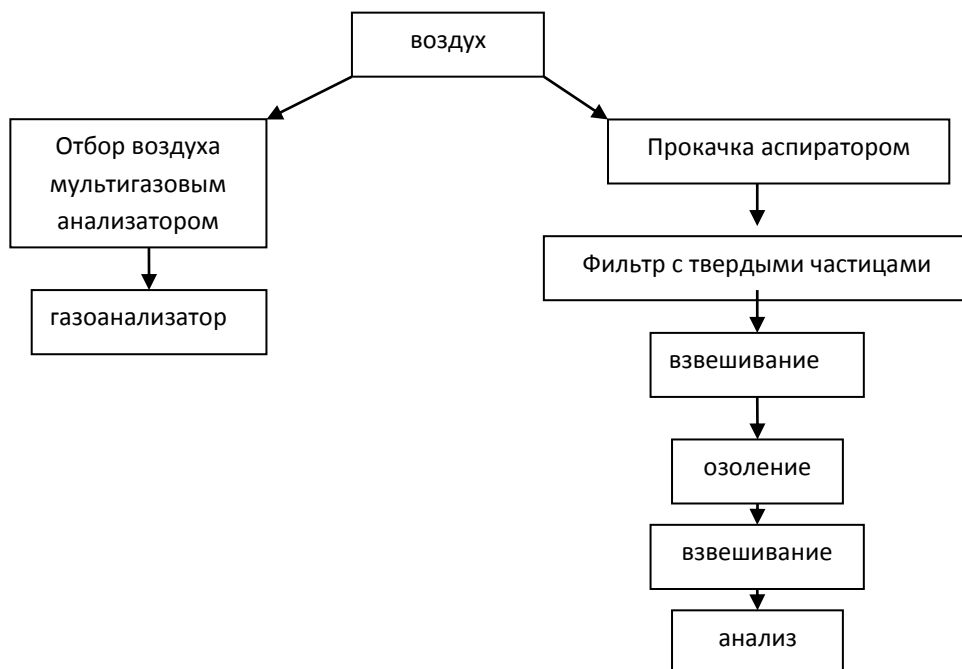 воздух
Отбор воздуха
мультигазовым
анализатором
газоанализатор
Прокачка аспиратором
Фильтр с твердыми частицами
взвешивание
озоление
взвешивание
анализ